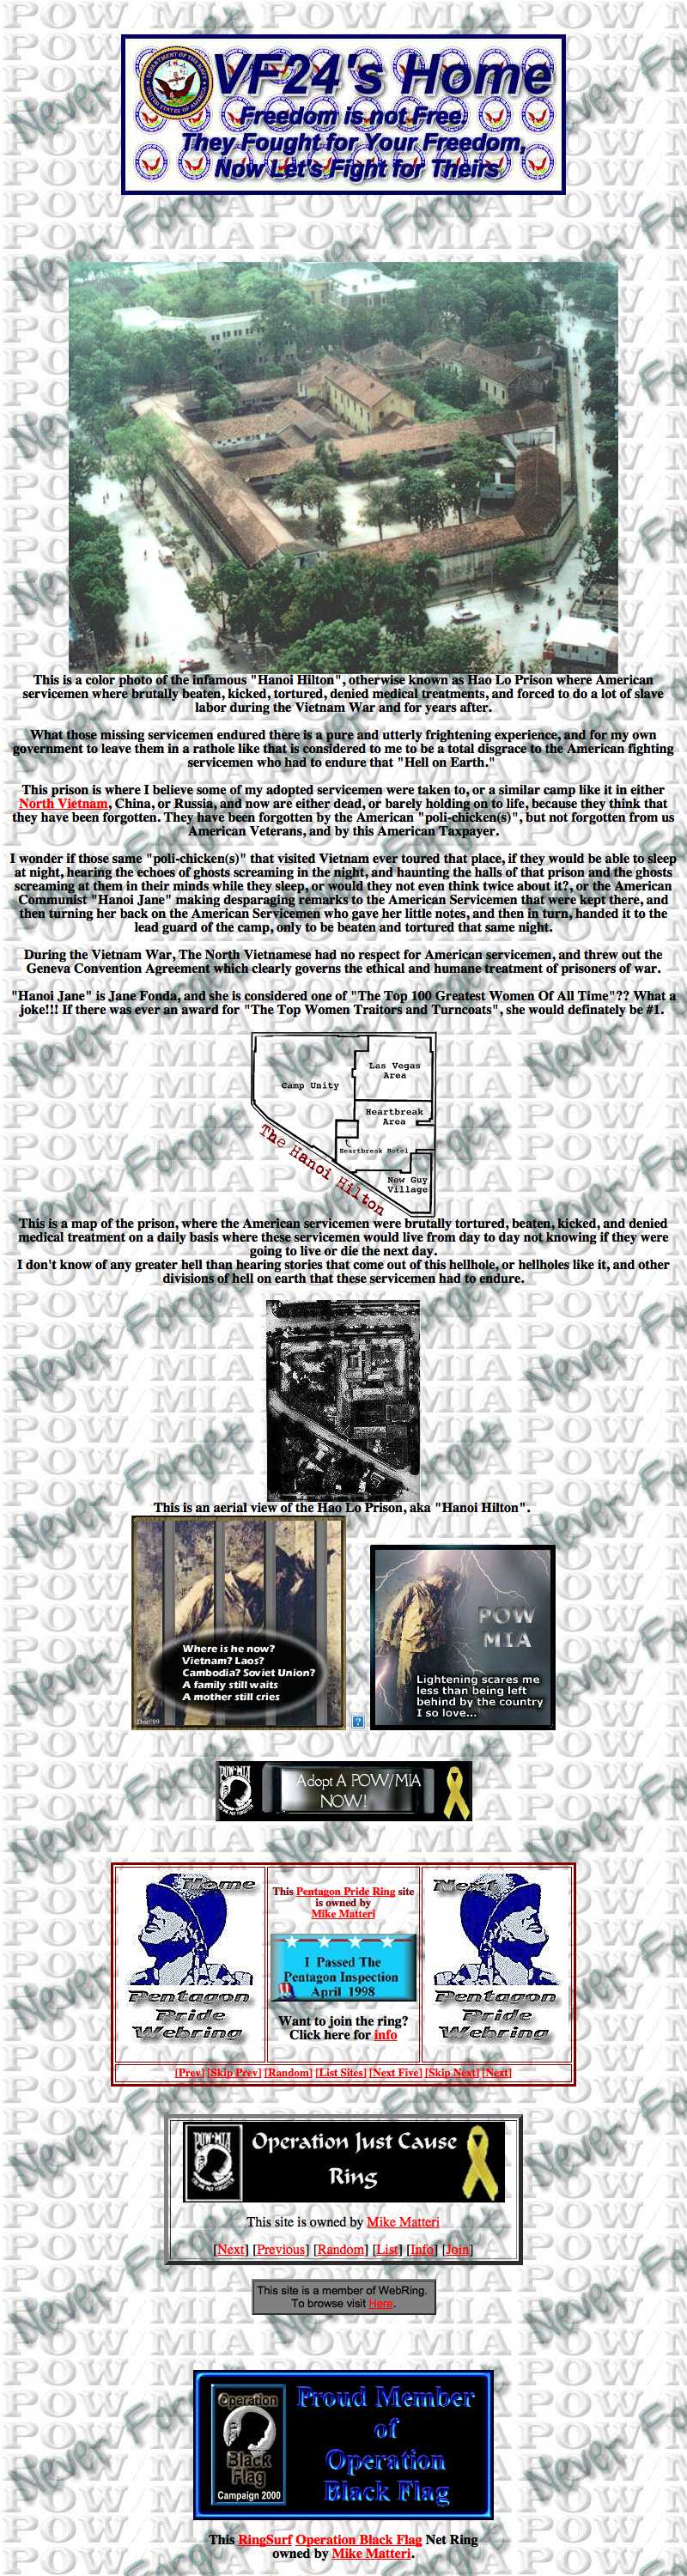 VF24's Home
Freedom is not Free.
They Fought for Your Freedom,
Now Let's Fight for Theirs
This is a color photo of the infamous "Hanoi Hilton", otherwise known as Hao Lo Prison where American
servicemen where brutally beaten, kicked, tortured, denied medical treatments, and forced to do a lot of slave
labor during the Vietnam War and for years after.
What those missing servicemen endured there is a pure and utterly frightening experience, and for my own
government to leave them in a rathole like that is considered to me to be a total disgrace to the American fighting
servicemen who had to endure that "Hell on Earth."
This prison is where I believe some of my adopted servicemen were taken to, or a similar camp like it in either
North Vietnam, China, or Russia, and now are either dead, or barely holding on to life, because they think that
they have been forgotten. They have been forgotten by the American "poli-chicken(s)", but not forgotten from us
American Veterans, and by this American Taxpayer.
I wonder if those same "poli-chicken(s)" that visited Vietnam ever toured that place, if they would be able to sleep
at night, hearing the echoes of ghosts screaming in the night, and haunting the halls of that prison and the ghosts
screaming at them in their minds while they sleep, or would they not even think twice about it?, or the American
Communist "Hanoi Jane" making desparaging remarks to the American Servicemen that were kept there, and
then turning her back on the American Servicemen who gave her little notes, and then in turn, handed it to the
lead guard of the camp, only to be beaten and tortured that same night.
During the Vietnam War, The North Vietnamese had no respect for American servicemen, and threw out the
Geneva Convention Agreement which clearly governs the ethical and humane treatment of prisoners of war.
"Hanoi Jane" is Jane Fonda, and she is considered one of "The Top 100 Greatest Women Of All Time"?? What a
joke!!! If there was ever an award for "The Top Women Traitors and Turncoats", she would definately be #1.
Las Vegas
Area
Camp Unity
Heartbreak
Area
Heartbreak Hotel
New Guy
Village
The Hanoi Hilton
This is a map of the prison, where the American servicemen were brutally tortured, beaten, kicked, and denied
medical treatment on a daily basis where these servicemen would live from day to day not knowing if they were
going to live or die the next day.
I don't know of any greater hell than hearing stories that come out of this hellhole, or hellholes like it, and other
divisions of hell on earth that these servicemen had to endure.
This is an aerial view of the Hao Lo Prison, aka "Hanoi Hilton".
Where is he now?
Vietnam? Laos?
Cambodia? Soviet Union?
A family still waits
A mother still cries
Doc '99
POW
MIA
Lightening scares me
less than being left
behind by the country
I so love...
POW★MIA
Adopt A POW/MIA
NOW!
Home
Pentagon
Pride
Webring
This Pentagon Pride Ring site
is owned by
Mike Matteri
I Passed The
Pentagon Inspection
April 1998
Want to join the ring?
Click here for info
Next
Pentagon
Pride
Webring
[Prev] [Skip Prev] [Random] [List Sites] [Next Five] [Skip Next] [Next]
POW★MIA
Operation Just Cause
Ring
This site is owned by Mike Matteri
[Next] [Previous] [Random] [List] [Info] [Join]
This site is a member of WebRing.
To browse visit Here.
Operation
Black
Flag
Campaign 2000
Proud Member
of
Operation
Black Flag
This RingSurf Operation Black Flag Net Ring
owned by Mike Matteri.